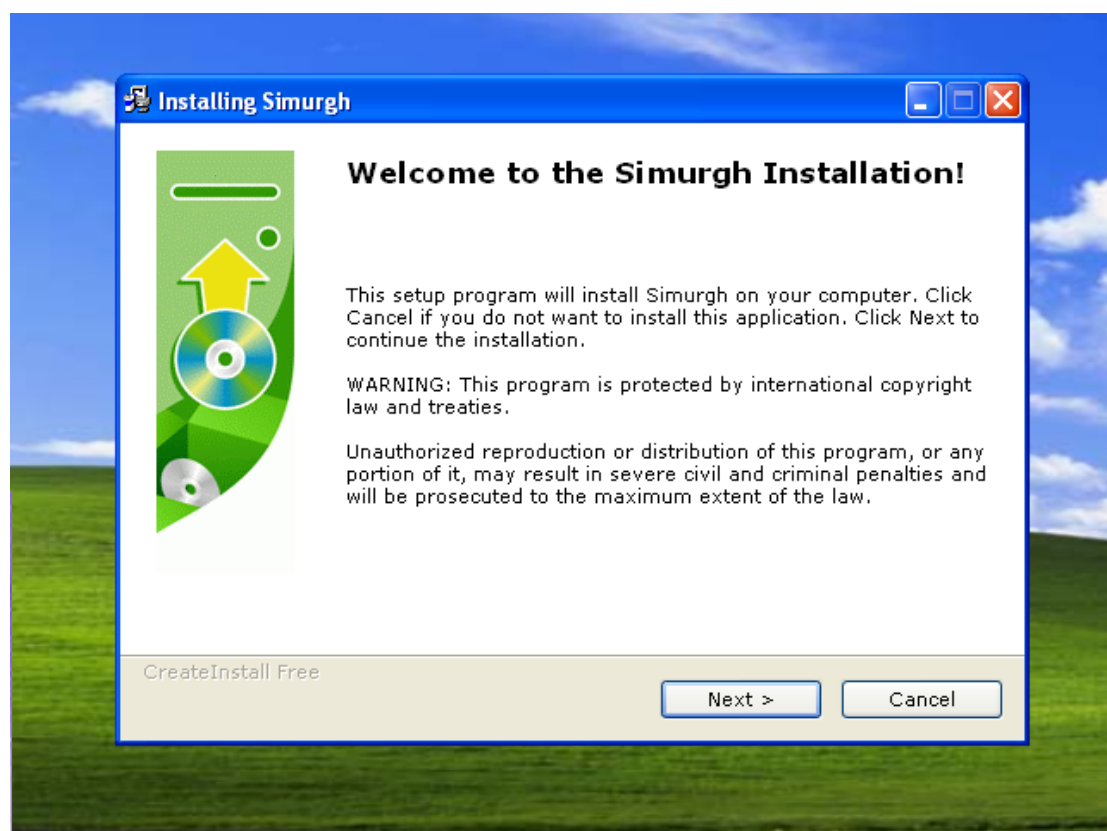 Installing Simurgh
Welcome to the Simurgh Installation!
This setup program will install Simurgh on your computer. Click
Cancel if you do not want to install this application. Click Next to
continue the installation.
WARNING: This program is protected by international copyright
law and treaties.
Unauthorized reproduction or distribution of this program, or any
portion of it, may result in severe civil and criminal penalties and
will be prosecuted to the maximum extent of the law.
CreateInstall Free
Next >
Cancel